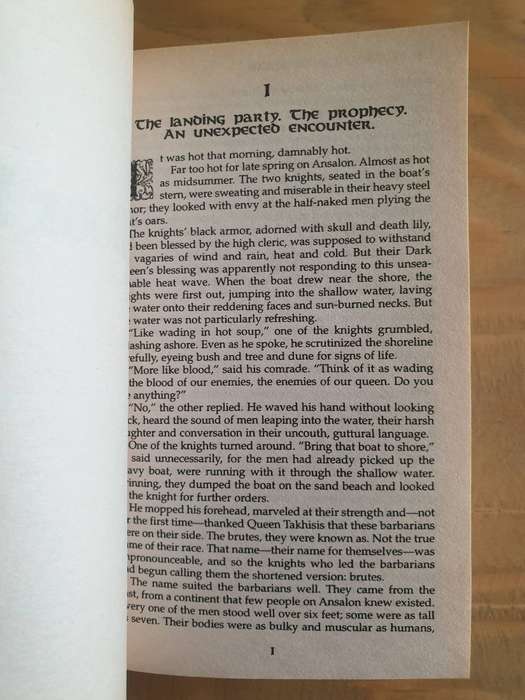 1
The landing party. The prophecy.
An unexpected encounter.
t was hot that morning, damnably hot.
Far too hot for late spring on Ansalon. Almost as hot
as midsummer. The two knights, seated in the boat's
stern, were sweating and miserable in their heavy steel
mor; they looked with envy at the half-naked men plying the
at's oars.
The knights' black armor, adorned with skull and death lily,
d been blessed by the high cleric, was supposed to withstand
vagaries of wind and rain, heat and cold. But their Dark
een's blessing was apparently not responding to this unsea-
able heat wave. When the boat drew near the shore, the
ghts were first out, jumping into the shallow water, laving
water onto their reddening faces and sun-burned necks. But
water was not particularly refreshing.
"Like wading in hot soup," one of the knights grumbled,
ashing ashore. Even as he spoke, he scrutinized the shoreline
efully, eyeing bush and tree and dune for signs of life.
"More like blood," said his comrade. "Think of it as wading
the blood of our enemies, the enemies of our queen. Do you
anything?"
"No," the other replied. He waved his hand without looking
ck, heard the sound of men leaping into the water, their harsh
ghter and conversation in their uncouth, guttural language.
One of the knights turned around. "Bring that boat to shore,"
said unnecessarily, for the men had already picked up the
avy boat, were running with it through the shallow water.
inning, they dumped the boat on the sand beach and looked
the knight for further orders.
He mopped his forehead, marveled at their strength and—not
r the first time—thanked Queen Takhisis that these barbarians
ere on their side. The brutes, they were known as. Not the true
me of their race. That name—their name for themselves—was
pronounceable, and so the knights who led the barbarians
d begun calling them the shortened version: brutes.
The name suited the barbarians well. They came from the
st, from a continent that few people on Ansalon knew existed.
very one of the men stood well over six feet; some were as tall
seven. Their bodies were as bulky and muscular as humans,
1